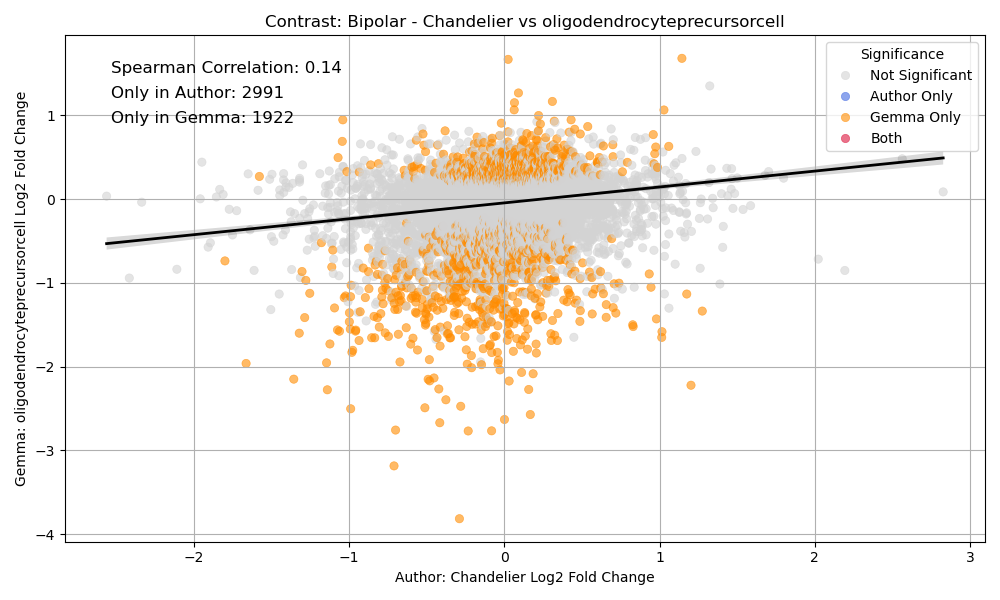 Contrast: Bipolar - Chandelier vs oligodendrocyteprecursorcell
Spearman Correlation: 0.14
Only in Author: 2991
Only in Gemma: 1922
Significance
Not Significant
Author Only
Gemma Only
Both
Gemma: oligodendrocyteprecursorcell Log2 Fold Change
1
0
−1
−2
−3
−4
−2
−1
0
1
2
3
Author: Chandelier Log2 Fold Change